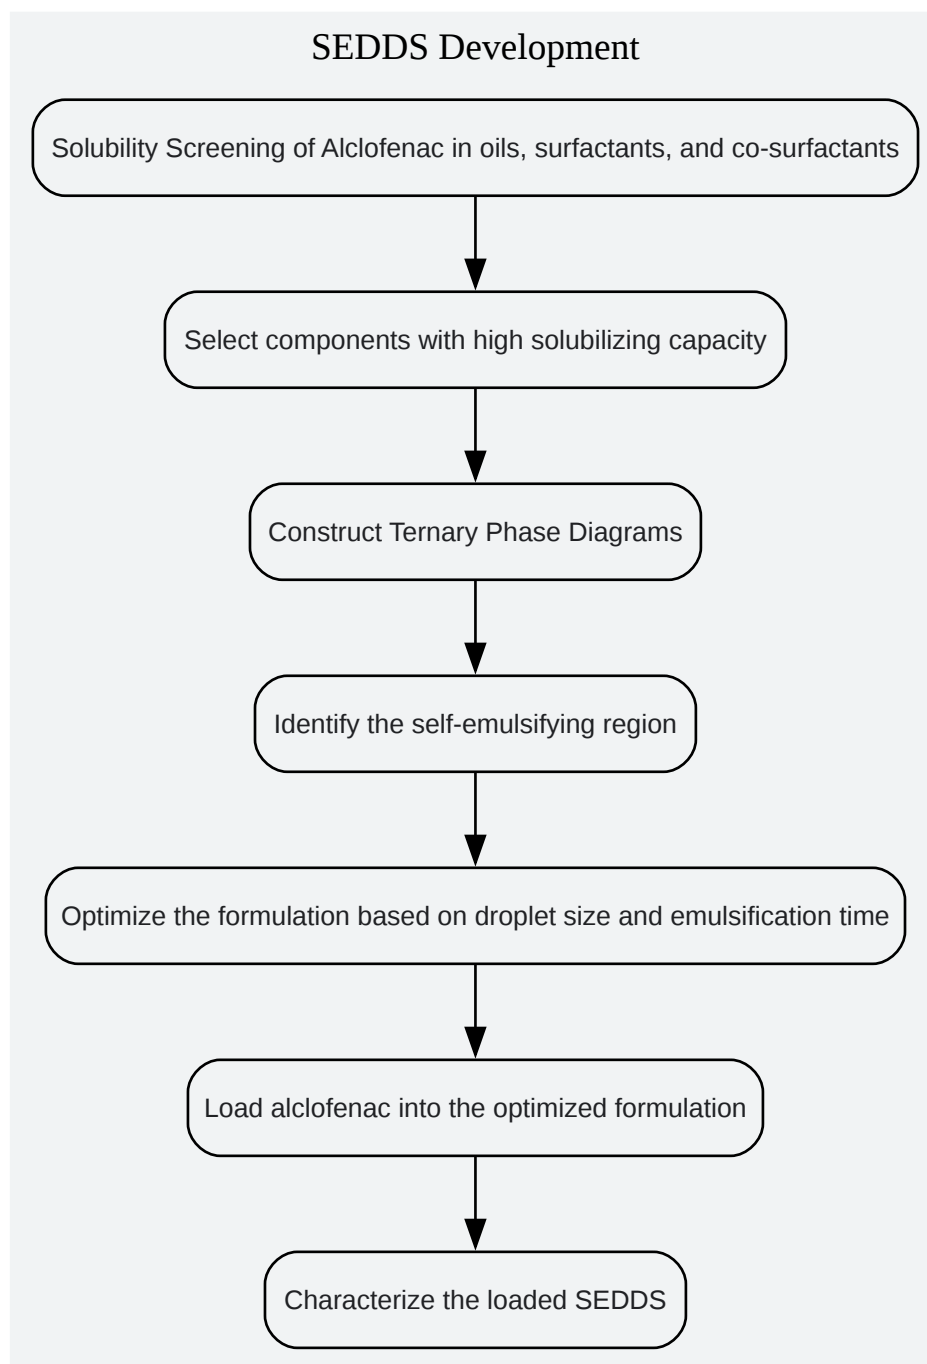 SEDDS Development
Solubility Screening of Alclofenac in oils, surfactants, and co-surfactants
Select components with high solubilizing capacity
Construct Ternary Phase Diagrams
Identify the self-emulsifying region
Optimize the formulation based on droplet size and emulsification time
Load alclofenac into the optimized formulation
Characterize the loaded SEDDS